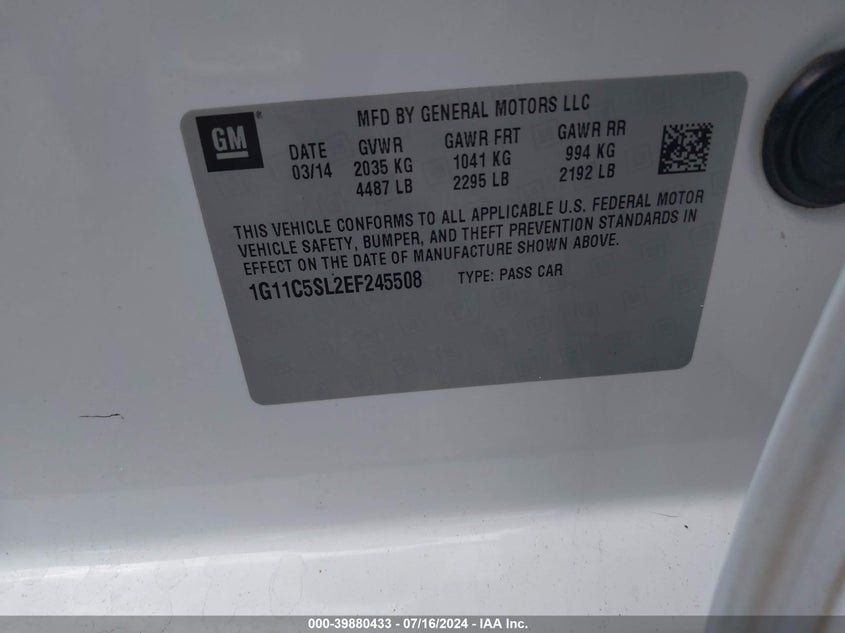 GM
MFD BY GENERAL MOTORS LLC
DATE GVWR GAWR FRT GAWR RR
03/14 2035 KG 1041 KG 994 KG
4487 LB 2295 LB 2192 LB
THIS VEHICLE CONFORMS TO ALL APPLICABLE U.S. FEDERAL MOTOR
VEHICLE SAFETY, BUMPER, AND THEFT PREVENTION STANDARDS IN
EFFECT ON THE DATE OF MANUFACTURE SHOWN ABOVE.
1G11C5SL2EF245508 TYPE: PASS CAR
000-39880433 - 07/16/2024 - IAA Inc.